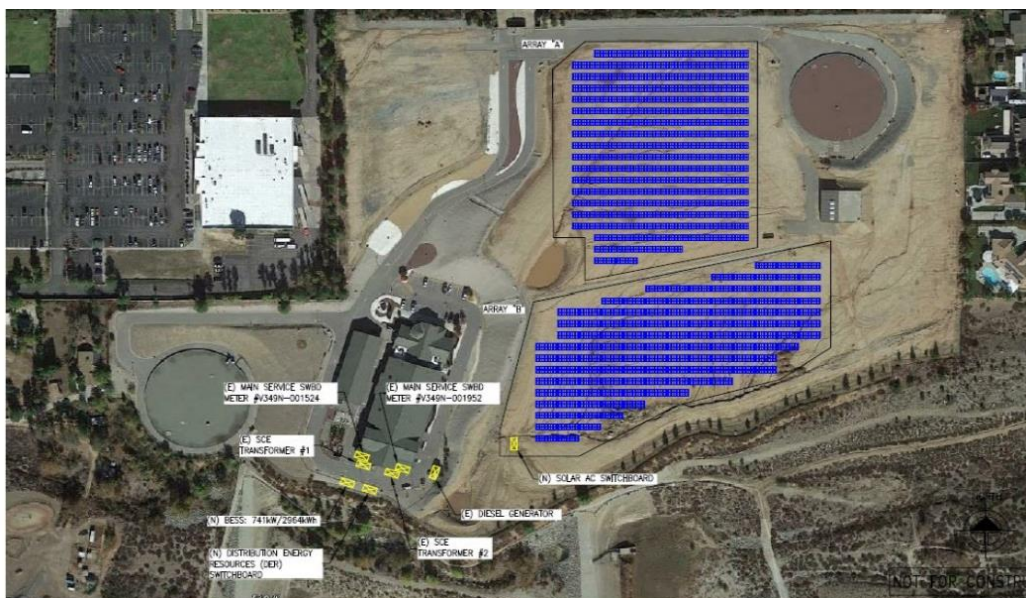 ARRAY "A"
ARRAY "B"
(E) MAIN SERVICE SWBD
METER #V349N-001524
(E) MAIN SERVICE SWBD
METER #V349N-001952
(E) SCE
TRANSFORMER #1
(N) SOLAR AC SWITCHBOARD
(E) DIESEL GENERATOR
(N) BESS: 741kW/2964kWh
(E) SCE
TRANSFORMER #2
(N) DISTRIBUTION ENERGY
RESOURCES (DER)
SWITCHBOARD
NOT FOR CONSTR